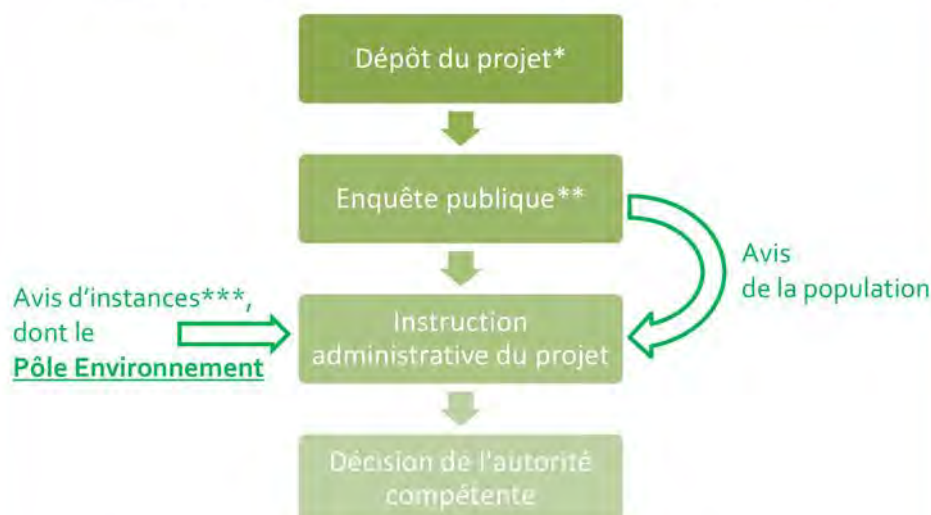 Dépôt du projet*
Enquête publique**
Avis
de la population
Avis d'instances***,
dont le
Pôle Environnement
Instruction
administrative du projet
Décision de l'autorité
compétente